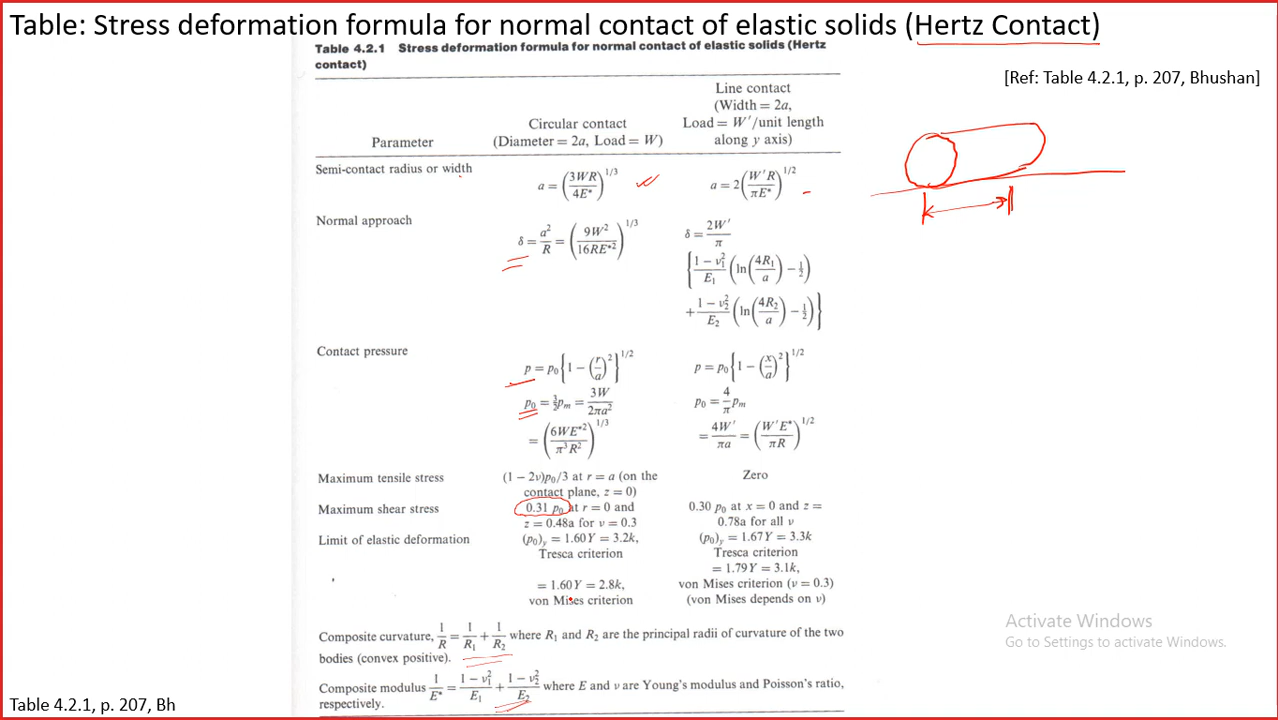 Table: Stress deformation formula for normal contact of elastic solids (Hertz Contact)
Table 4.2.1 Stress deformation formula for normal contact of elastic solids (Hertz
contact)
[Ref: Table 4.2.1, p. 207, Bhushan]
Parameter
Circular contact
(Diameter = 2a, Load = W)
Line contact
(Width = 2a,
Load = W′/unit length
along y axis)
Semi-contact radius or width
a = (3WR/4E*)^1/3
a = 2(W′R/πE*)^1/2
Normal approach
δ = a²/R = (9W²/16RE*²)^1/3
δ = 2W′/π
{1 − ν₁²/E₁ (ln(4R₁/a) − ½)
+ 1 − ν₂²/E₂ (ln(4R₂/a) − ½)}
Contact pressure
p = p₀{1 − (r/a)²}^1/2
p₀ = 3/2 pₘ = 3W/2πa²
= (6WE*²/π³R²)^1/3
p = p₀{1 − (x/a)²}^1/2
p₀ = 4/π pₘ
= 4W′/πa = (W′E*/πR)^1/2
Maximum tensile stress
(1 − 2ν)p₀/3 at r = a (on the
contact plane, z = 0)
Zero
Maximum shear stress
0.31 p₀ at r = 0 and
z = 0.48a for ν = 0.3
0.30 p₀ at x = 0 and z =
0.78a for all ν
Limit of elastic deformation
(p₀)ᵧ = 1.60Y = 3.2k,
Tresca criterion
= 1.60Y = 2.8k,
von Mises criterion
(p₀)ᵧ = 1.67Y = 3.3k
Tresca criterion
= 1.79Y = 3.1k,
von Mises criterion (ν = 0.3)
(von Mises depends on ν)
Composite curvature, 1/R = 1/R₁ + 1/R₂ where R₁ and R₂ are the principal radii of curvature of the two
bodies (convex positive).
Composite modulus 1/E* = 1 − ν₁²/E₁ + 1 − ν₂²/E₂ where E and ν are Young's modulus and Poisson's ratio,
respectively.
Activate Windows
Go to Settings to activate Windows.
Table 4.2.1, p. 207, Bh